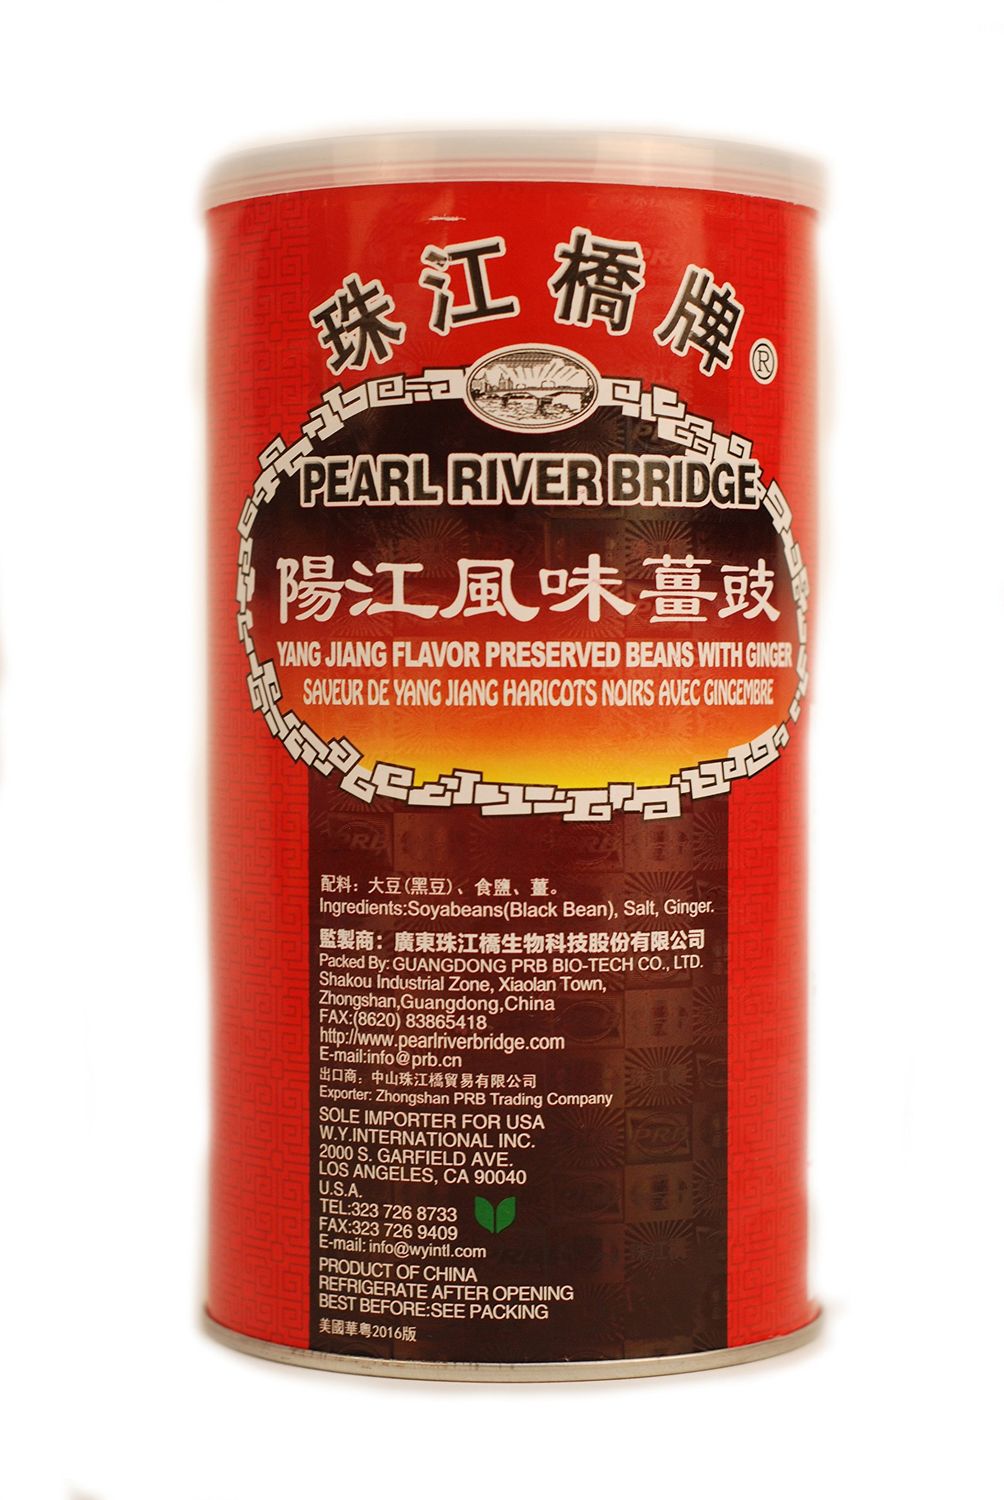 珠江橋牌®
PEARL RIVER BRIDGE
陽江風味薑豉
YANG JIANG FLAVOR PRESERVED BEANS WITH GINGER
SAVEUR DE YANG JIANG HARICOTS NOIRS AVEC GINGEMBRE
配料：大豆(黑豆)、食鹽、薑。
Ingredients:Soyabeans(Black Bean), Salt, Ginger.
監製商：廣東珠江橋生物科技股份有限公司
Packed By: GUANGDONG PRB BIO-TECH CO., LTD.
Shakou Industrial Zone, Xiaolan Town,
Zhongshan,Guangdong,China
FAX:(8620) 83865418
http://www.pearlriverbridge.com
E-mail:info@prb.cn
出口商：中山珠江橋貿易有限公司
Exporter: Zhongshan PRB Trading Company
SOLE IMPORTER FOR USA
W.Y.INTERNATIONAL INC.
2000 S. GARFIELD AVE.
LOS ANGELES, CA 90040
U.S.A.
TEL:323 726 8733
FAX:323 726 9409
E-mail: info@wyintl.com
PRODUCT OF CHINA
REFRIGERATE AFTER OPENING
BEST BEFORE:SEE PACKING
美國華粵2016版